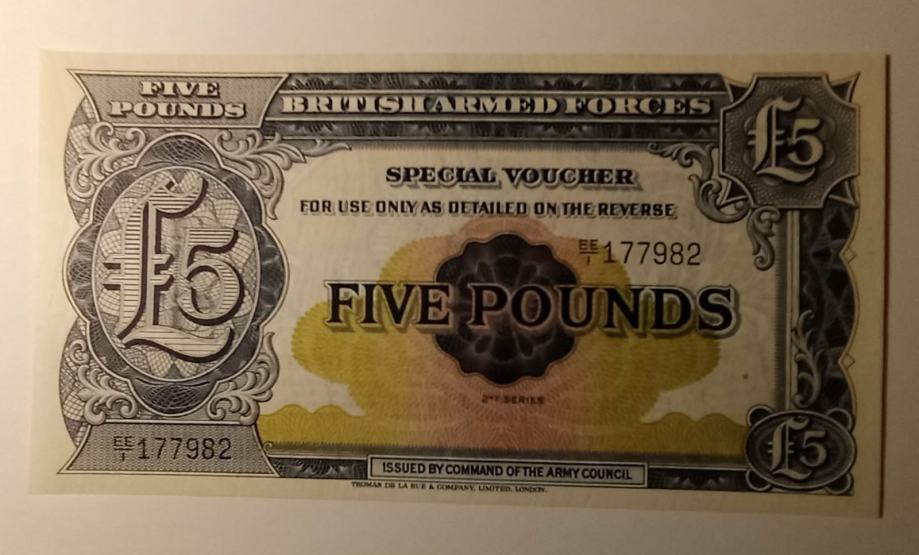 FIVE POUNDS
BRITISH ARMED FORCES
£5
SPECIAL VOUCHER
FOR USE ONLY AS DETAILED ON THE REVERSE
EE/1 177982
£5
FIVE POUNDS
2ND SERIES
EE/1 177982
£5
ISSUED BY COMMAND OF THE ARMY COUNCIL
THOMAS DE LA RUE & COMPANY, LIMITED, LONDON.